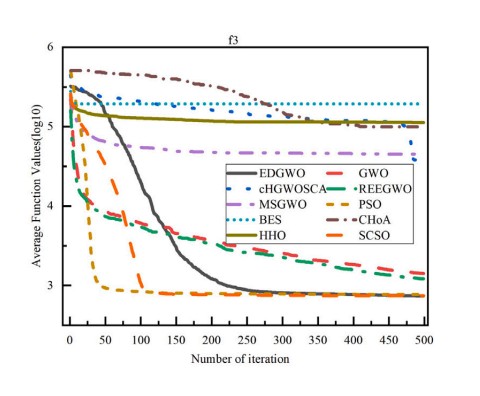 f3
6
5
4
3
Average Function Values(log10)
EDGWO GWO
cHGWOSCA REEGWO
MSGWO PSO
BES CHoA
HHO SCSO
0 50 100 150 200 250 300 350 400 450 500
Number of iteration